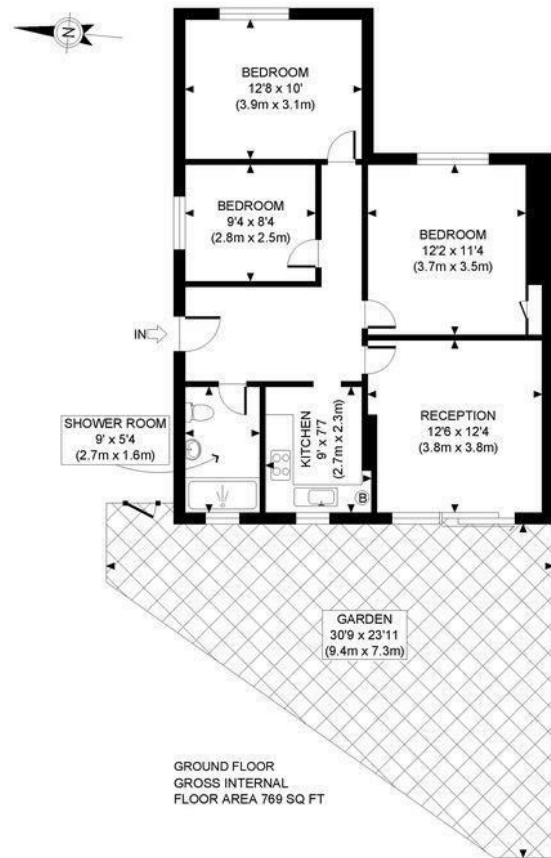 N
BEDROOM
12'8 x 10'
(3.9m x 3.1m)
BEDROOM
9'4 x 8'4
(2.8m x 2.5m)
BEDROOM
12'2 x 11'4
(3.7m x 3.5m)
IN
SHOWER ROOM
9' x 5'4
(2.7m x 1.6m)
KITCHEN
9' x 7'7
(2.7m x 2.3m)
B
RECEPTION
12'6 x 12'4
(3.8m x 3.8m)
GARDEN
30'9 x 23'11
(9.4m x 7.3m)
GROUND FLOOR
GROSS INTERNAL
FLOOR AREA 769 SQ FT